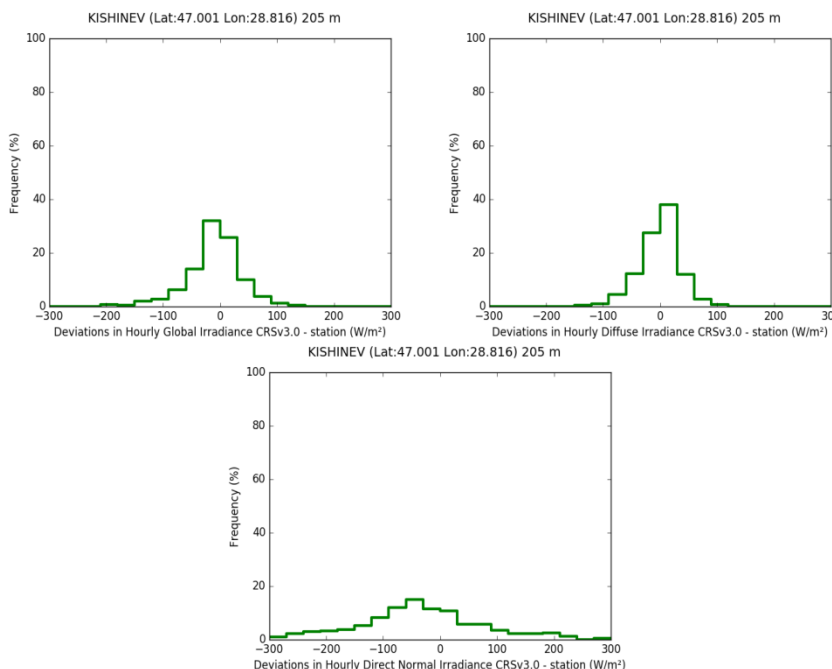 KISHINEV (Lat:47.001 Lon:28.816) 205 m
100
80
60
40
20
0
Frequency (%)
−300 −200 −100 0 100 200 300
Deviations in Hourly Global Irradiance CRSv3.0 - station (W/m²)
KISHINEV (Lat:47.001 Lon:28.816) 205 m
100
80
60
40
20
0
Frequency (%)
−300 −200 −100 0 100 200 300
Deviations in Hourly Diffuse Irradiance CRSv3.0 - station (W/m²)
KISHINEV (Lat:47.001 Lon:28.816) 205 m
100
80
60
40
20
0
Frequency (%)
−300 −200 −100 0 100 200 300
Deviations in Hourly Direct Normal Irradiance CRSv3.0 - station (W/m²)